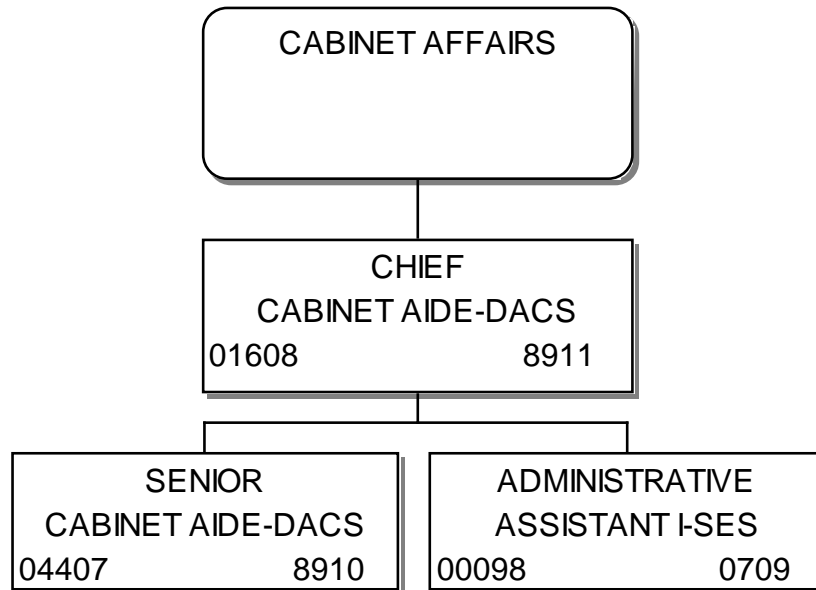 CABINET AFFAIRS
CHIEF
CABINET AIDE-DACS
01608 8911
SENIOR
CABINET AIDE-DACS
04407 8910
ADMINISTRATIVE
ASSISTANT I-SES
00098 0709